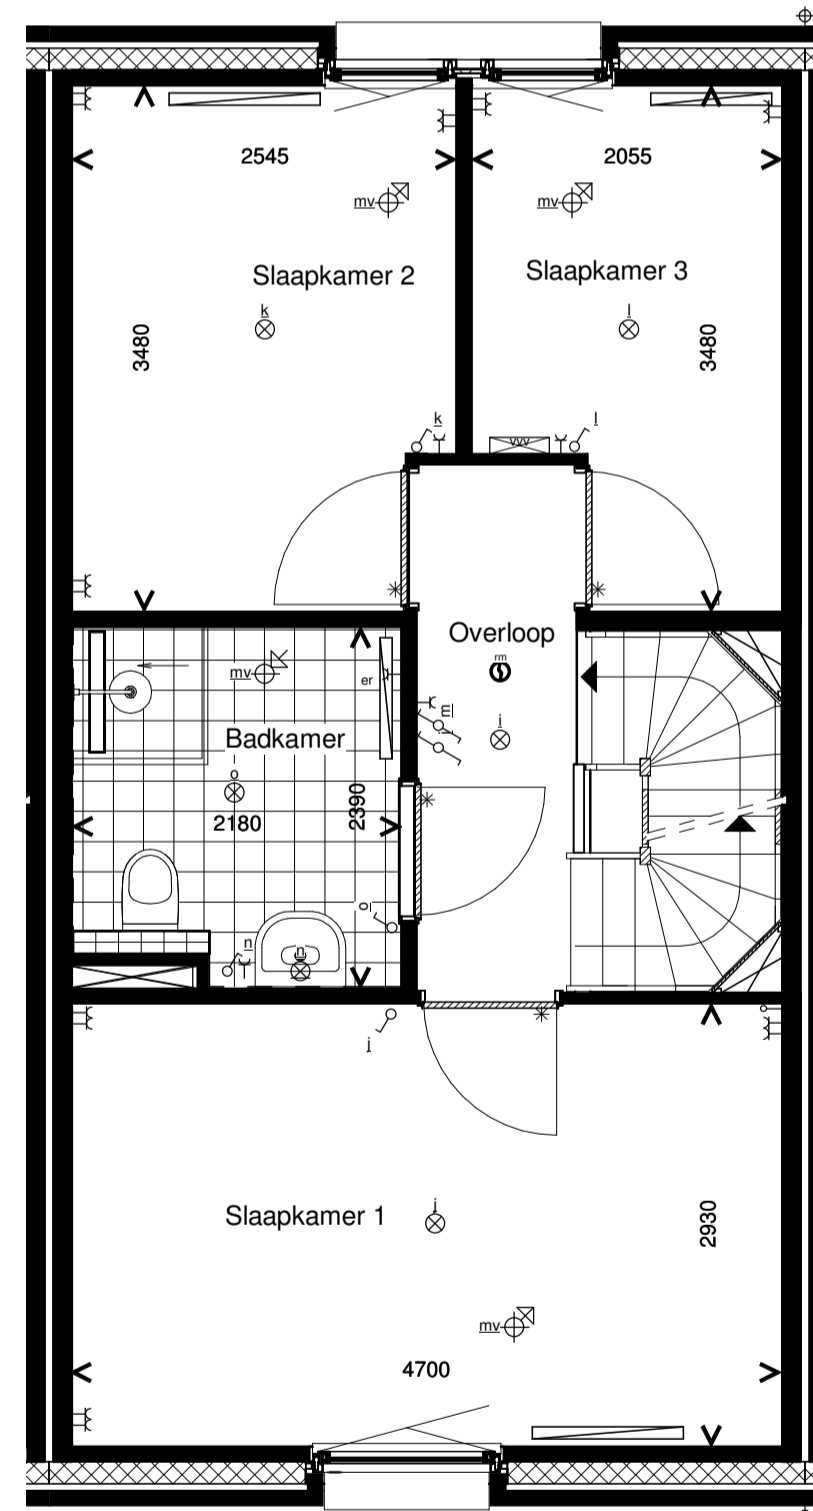 2545
2055
mv
mv
Slaapkamer 2
Slaapkamer 3
k
l
3480
3480
k
l
vvv
Overloop
rm
mv
er
m
i
i
Badkamer
o
2180
2390
o
n
n
j
Slaapkamer 1
j
2930
mv
4700